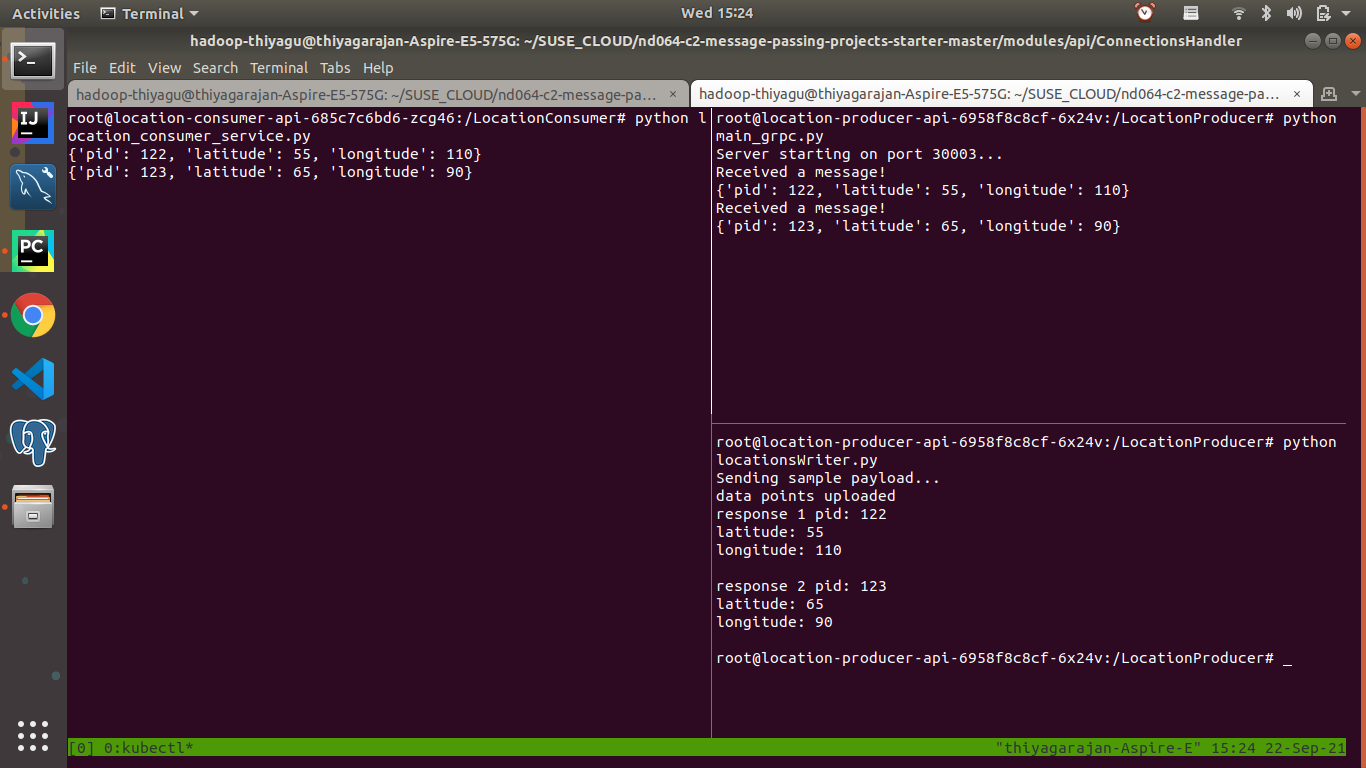 Activities
Terminal
Wed 15:24
hadoop-thiyagu@thiyagarajan-Aspire-E5-575G: ~/SUSE_CLOUD/nd064-c2-message-passing-projects-starter-master/modules/api/ConnectionsHandler
File Edit View Search Terminal Tabs Help
hadoop-thiyagu@thiyagarajan-Aspire-E5-575G: ~/SUSE_CLOUD/nd064-c2-message-pa... ×
hadoop-thiyagu@thiyagarajan-Aspire-E5-575G: ~/SUSE_CLOUD/nd064-c2-message-pa... ×
IJ
PC
root@location-consumer-api-685c7c6bd6-zcg46:/LocationConsumer# python l
ocation_consumer_service.py
{'pid': 122, 'latitude': 55, 'longitude': 110}
{'pid': 123, 'latitude': 65, 'longitude': 90}
root@location-producer-api-6958f8c8cf-6x24v:/LocationProducer# python
main_grpc.py
Server starting on port 30003...
Received a message!
{'pid': 122, 'latitude': 55, 'longitude': 110}
Received a message!
{'pid': 123, 'latitude': 65, 'longitude': 90}
root@location-producer-api-6958f8c8cf-6x24v:/LocationProducer# python
locationsWriter.py
Sending sample payload...
data points uploaded
response 1 pid: 122
latitude: 55
longitude: 110
response 2 pid: 123
latitude: 65
longitude: 90
root@location-producer-api-6958f8c8cf-6x24v:/LocationProducer# _
[0] 0:kubectl* "thiyagarajan-Aspire-E" 15:24 22-Sep-21